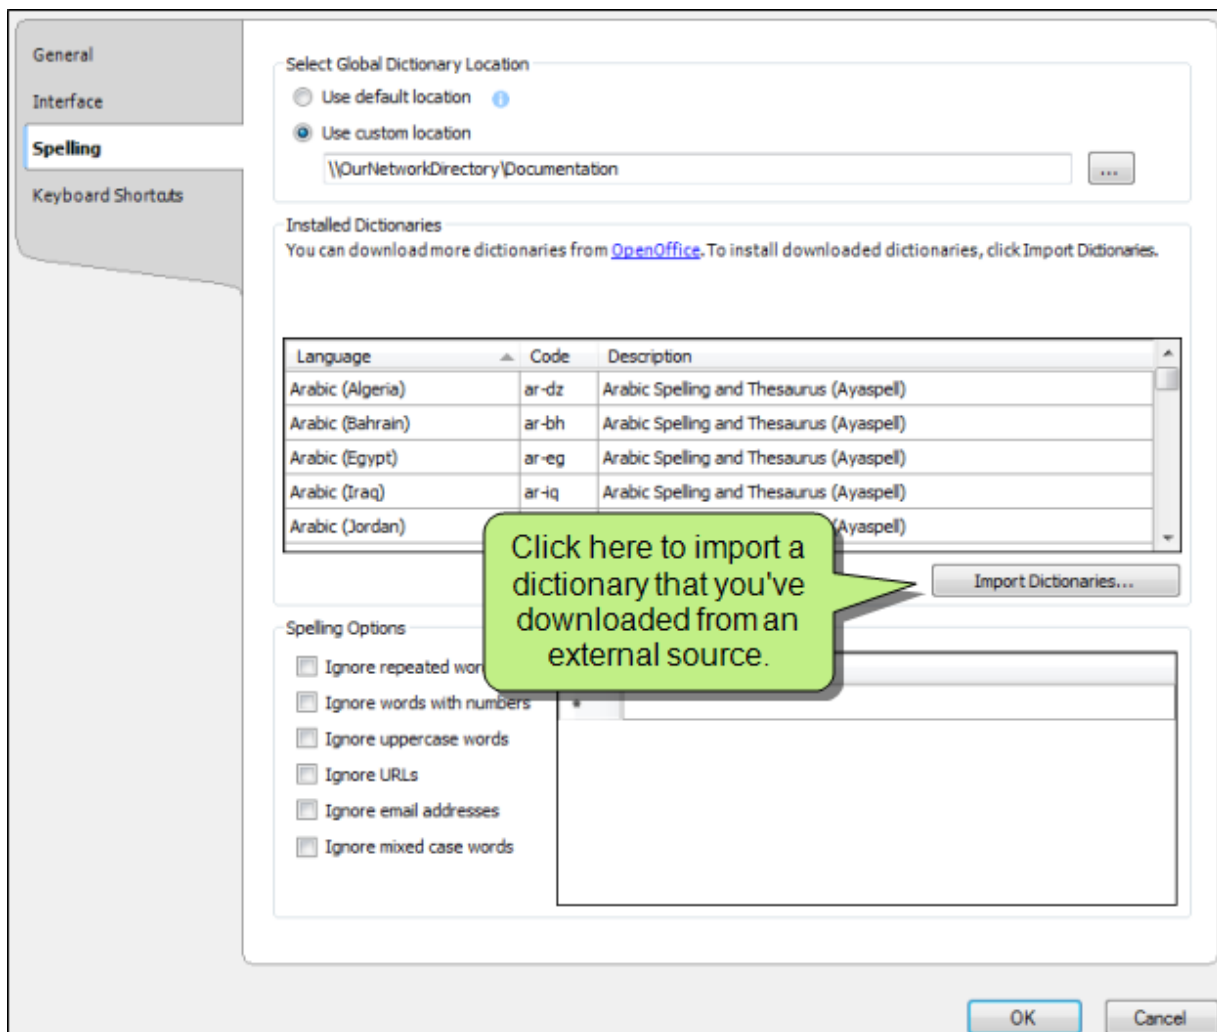 General
Interface
Spelling
Keyboard Shortcuts
Select Global Dictionary Location
Use default location
Use custom location
\\OurNetworkDirectory\Documentation
...
Installed Dictionaries
You can download more dictionaries from OpenOffice. To install downloaded dictionaries, click Import Dictionaries.
Language Code Description
Arabic (Algeria) ar-dz Arabic Spelling and Thesaurus (Ayaspell)
Arabic (Bahrain) ar-bh Arabic Spelling and Thesaurus (Ayaspell)
Arabic (Egypt) ar-eg Arabic Spelling and Thesaurus (Ayaspell)
Arabic (Iraq) ar-iq Arabic Spelling and Thesaurus (Ayaspell)
Arabic (Jordan) (Ayaspell)
Click here to import a
dictionary that you've
downloaded from an
external source.
Import Dictionaries...
Spelling Options
Ignore repeated
Ignore words with numbers
Ignore uppercase words
Ignore URLs
Ignore email addresses
Ignore mixed case words
OK Cancel